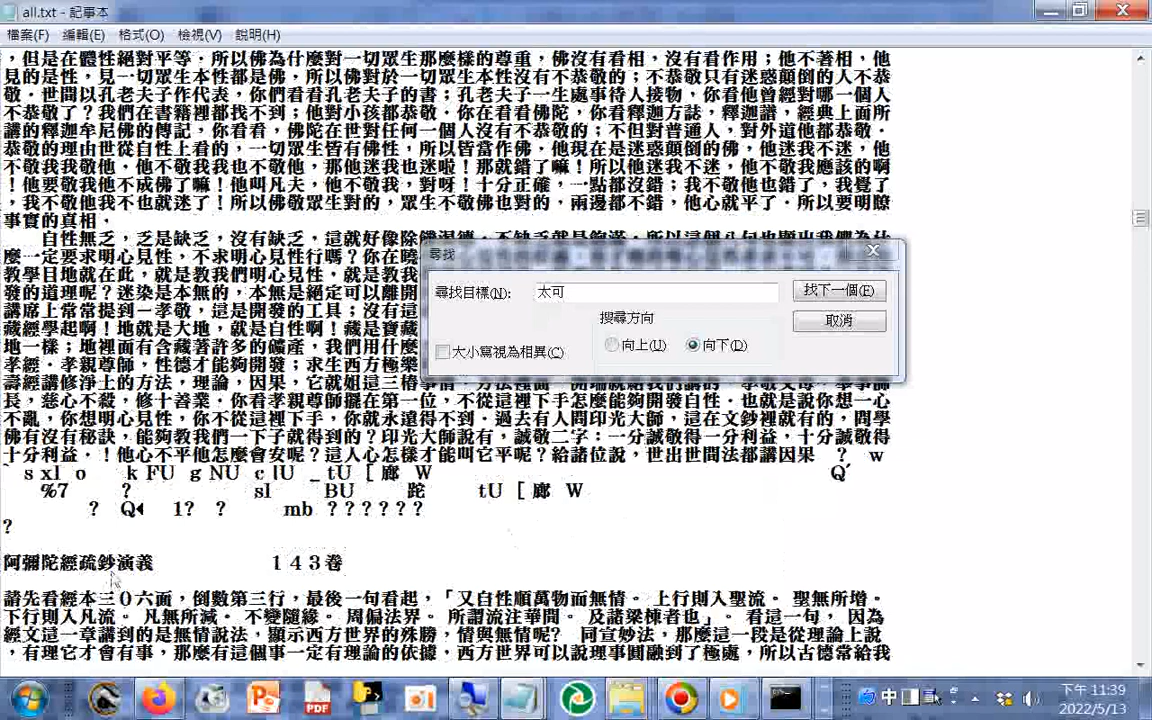 all.txt - 記事本
檔案(F) 編輯(E) 格式(O) 檢視(V) 說明(H)
，但是在體性絕對平等．所以佛為什麼對一切眾生那麼樣的尊重，佛沒有看相，沒有看作用；他不著相，他
見的是性，見一切眾生本性都是佛，所以佛對於一切眾生本性沒有不恭敬的；不恭敬只有迷惑顛倒的人不恭
敬．世間以孔老夫子作代表，你們看看孔老夫子的書；孔老夫子一生處事待人接物，你看他曾經對哪一個人
不恭敬了？我們在書籍裡都找不到；他對小孩都恭敬．你在看看佛陀，你看釋迦方誌，釋迦譜，經典上面所
講的釋迦牟尼佛的傳記，你看看，佛陀在世對任何一個人沒有不恭敬的；不但對普通人，對外道他都恭敬．
恭敬的理由世從自性上看的，一切眾生皆有佛性，所以皆當作佛．他現在是迷惑顛倒的佛，他迷我不迷，他
不敬我我敬他．他不敬我我也不敬他，那他迷我也迷啦！那就錯了嘛！所以他迷我不迷，他不敬我應該的啊
！他要敬我他不成佛了嘛！他叫凡夫，他不敬我，對呀！十分正確，一點都沒錯；我不敬他也錯了，我覺了
，我不敬他我不也就迷了！所以佛敬眾生對的，眾生不敬佛也對的，兩邊都不錯，他心就平了．所以要明瞭
事實的真相．
自性無乏，乏是缺乏，沒有缺乏，這就好像除
麼一定要求明心見性，不求明心見性行嗎？你在
教學目地就在此，就是教我們明心見性，就是教我
發的道理呢？迷染是本無的，本無是絕定可以離開
講席上常常提到一孝敬，這是開發的工具；沒有這
藏經學起啊！地就是大地，就是自性啊！藏是寶藏
地一樣；地裡面有含藏著許多的礦產，我們用什麼
孝經．孝親尊師，性德才能夠開發；求生西方極樂
壽經講修淨土的方法，理論，因果，它就姐這三樁事
尋找
尋找目標(N): 太可
找下一個(F)
取消
大小寫視為相異(C)
搜尋方向
向上(U) 向下(D)
長，慈心不殺，修十善業．你看孝親尊師擺在第一位，不從這裡下手怎麼能夠開發自性．也就是說你想一心
不亂，你想明心見性，你不從這裡下手，你就永遠得不到．過去有人問印光大師，這在文鈔裡就有的，問學
佛有沒有秘訣，能夠教我們一下子就得到的？印光大師說有，誠敬二字：一分誠敬得一分利益，十分誠敬得
十分利益．！他心平他怎麼會安呢？這人心怎樣才能叫它平呢？給諸位說，世出世間法都講因果 ？ w
` s xl o k FU g NU c lU _ tU [ 廊 W Q′
%7 ? sl BU 跎 tU [ 廊 W
? Q 1? ? mb ? ? ? ? ? ?
?
阿彌陀經疏鈔演義 １４３卷
諸先看經本三０六面，倒數第三行，最後一句看起，「又自性順萬物而無情。 上行則入聖流。 聖無所增。
下行則入凡流。 凡無所減。 不變隨緣。 周偏法界。 所謂流注華間。 及諸梁棟者也」。 看這一句， 因為
經文這一章講到的是無情說法，顯示西方世界的殊勝，情與無情呢？ 同宣妙法，那麼這一段是從理論上說
，有理它才會有事，那麼有這個事一定有理論的依據，西方世界可以說理事圓融到了極處，所以古德常給我
中
下午 11:39
2022/5/13